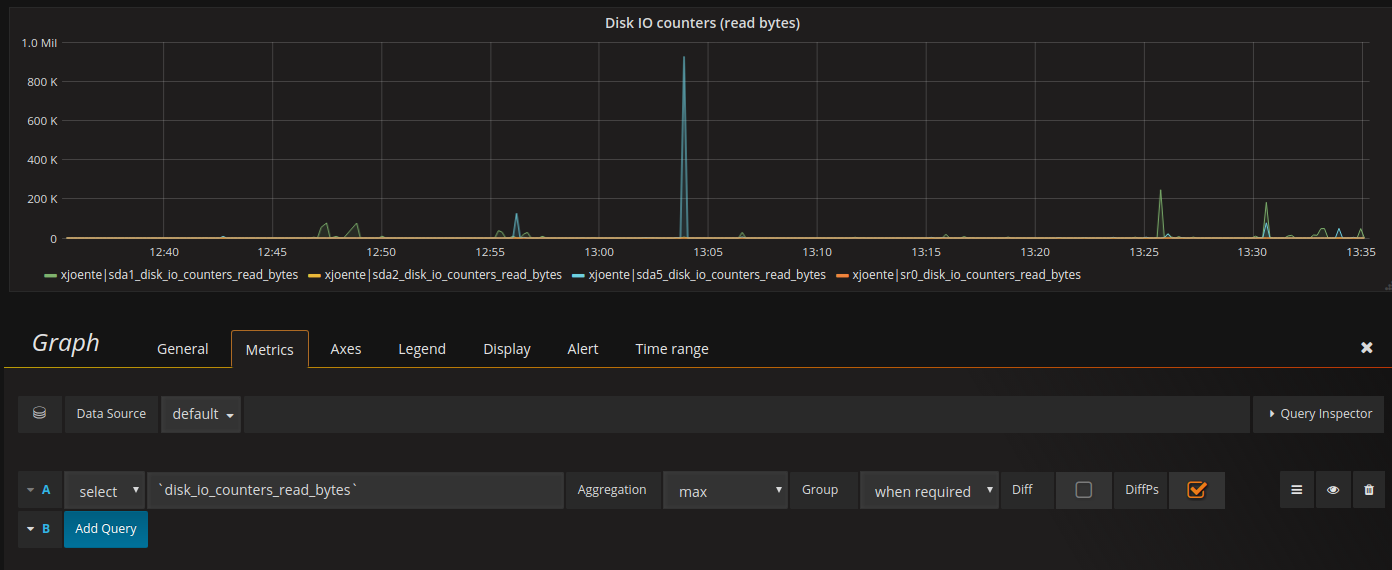 Disk IO counters (read bytes)
1.0 Mil
800 K
600 K
400 K
200 K
0
12:40 12:45 12:50 12:55 13:00 13:05 13:10 13:15 13:20 13:25 13:30 13:35
xjoente|sda1_disk_io_counters_read_bytes xjoente|sda2_disk_io_counters_read_bytes xjoente|sda5_disk_io_counters_read_bytes xjoente|sr0_disk_io_counters_read_bytes
Graph General Metrics Axes Legend Display Alert Time range
Data Source default Query Inspector
A select `disk_io_counters_read_bytes` Aggregation max Group when required Diff DiffPs
B Add Query